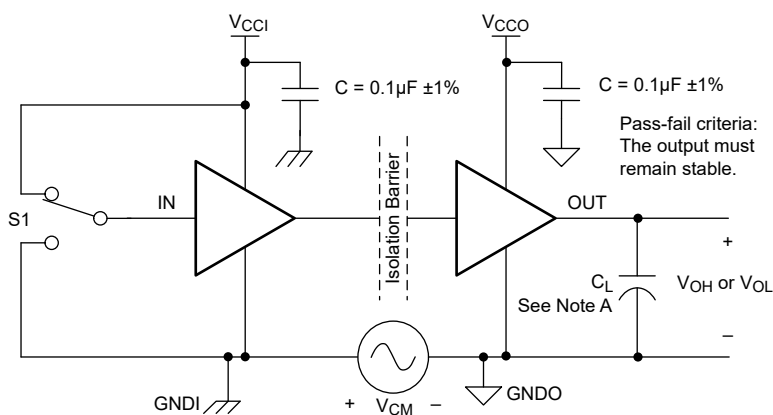 VCCI
VCCO
C = 0.1µF ±1%
C = 0.1µF ±1%
Pass-fail criteria:
The output must
remain stable.
S1
IN
Isolation Barrier
OUT
+
CL
See Note A
VOH or VOL
–
GNDI
+
VCM
–
GNDO